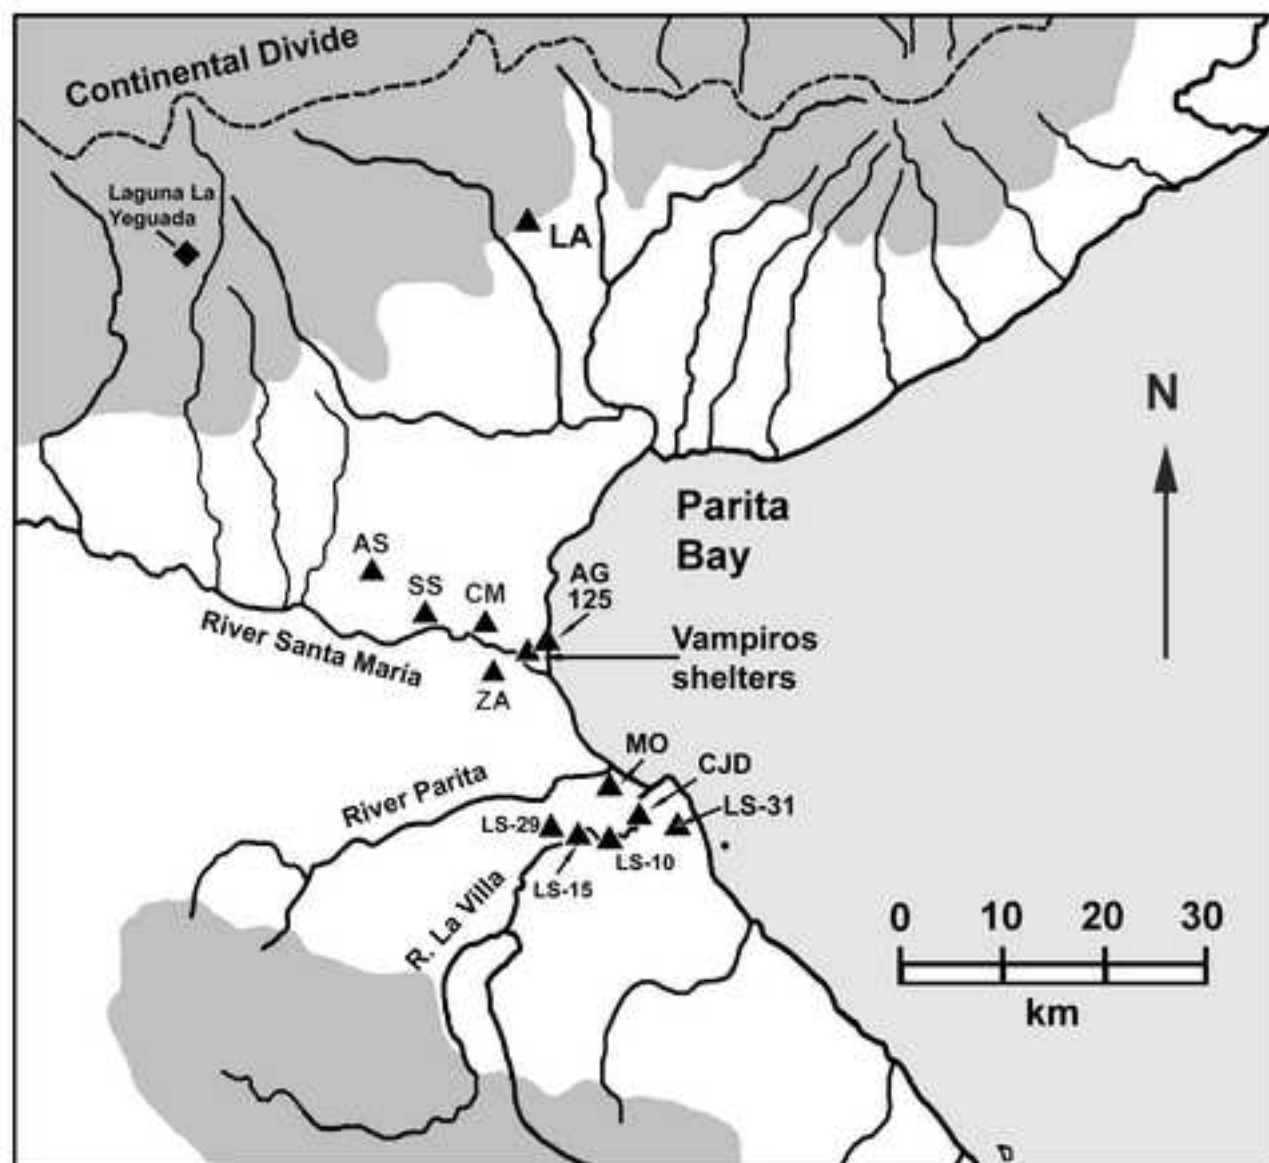 Continental Divide
Laguna La
Yeguada
LA
N
Parita
Bay
AS
SS
CM
AG
125
River Santa María
Vampiros
shelters
ZA
MO
CJD
River Parita
LS-31
LS-29
LS-10
LS-15
R. La Villa
0 10 20 30
km